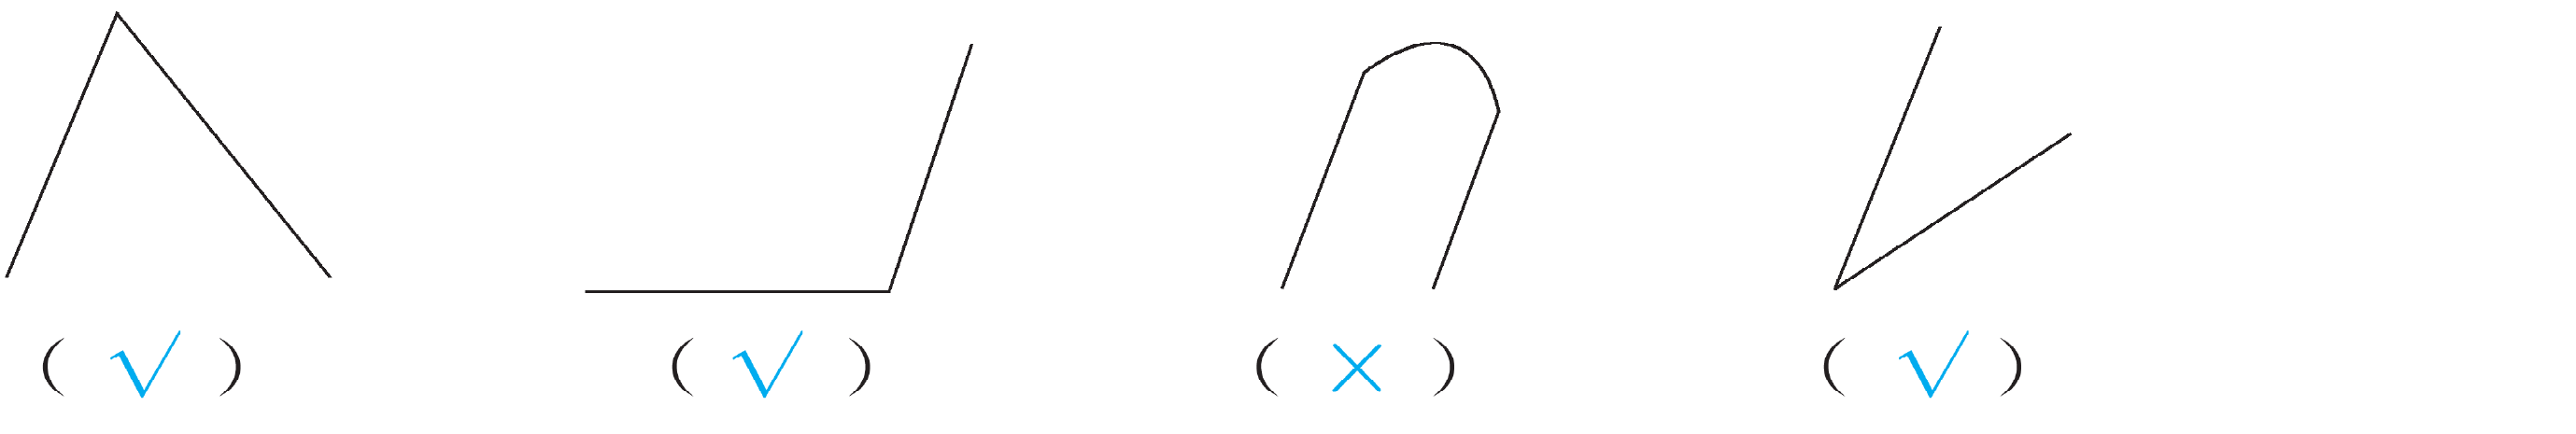 ( √ ) ( √ ) ( × ) ( √ )